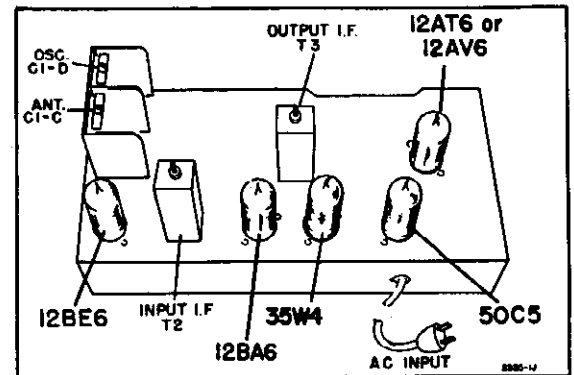 12AT6 or
12AV6
OUTPUT I.F.
T3
OSC.
C1-D
ANT.
C1-C
12BE6
INPUT I.F
T2
12BA6
35W4
50C5
AC INPUT